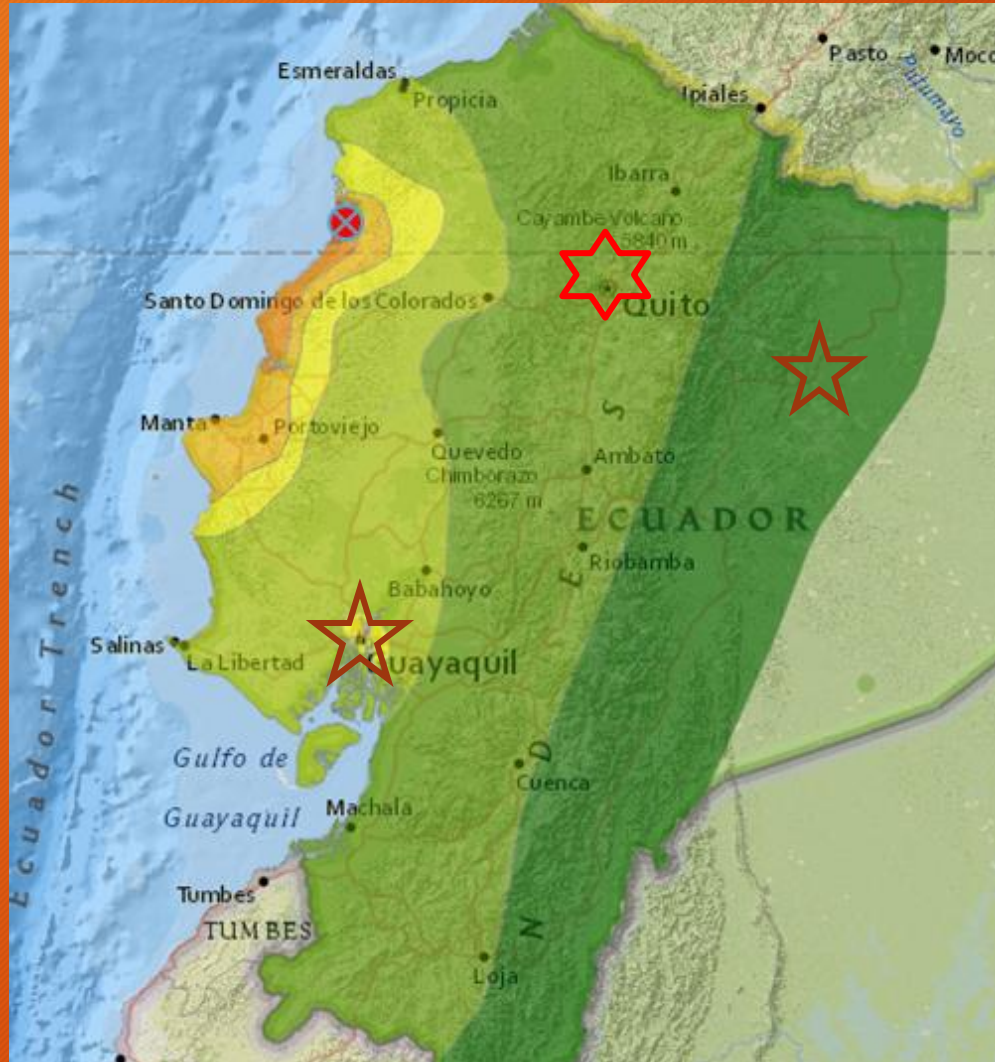 Pasto
Moco
Esmeraldas
Propicia
Ipiales
Putumayo
Ibarra
Cayambe Volcano
5840 m
Santo Domingo de los Colorados
Quito
Manta
Portoviejo
Quevedo
Chimborazo
6267 m
Ambato
ECUADOR
Riobamba
Babahoyo
Ecuador Trench
Salinas
La Libertad
Guayaquil
Gulfo de
Guayaquil
Machala
Cuenca
Tumbes
TUMBES
Loja
N D E S